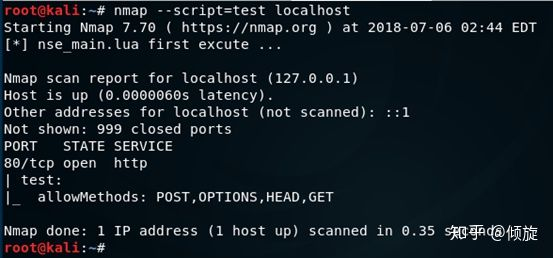 root@kali:~# nmap --script=test localhost
Starting Nmap 7.70 ( https://nmap.org ) at 2018-07-06 02:44 EDT
[*] nse_main.lua first excute ...
Nmap scan report for localhost (127.0.0.1)
Host is up (0.0000060s latency).
Other addresses for localhost (not scanned): ::1
Not shown: 999 closed ports
PORT   STATE SERVICE
80/tcp open  http
| test:
|_  allowMethods: POST,OPTIONS,HEAD,GET
Nmap done: 1 IP address (1 host up) scanned in 0.35 seconds
root@kali:~#
知乎 @倾旋